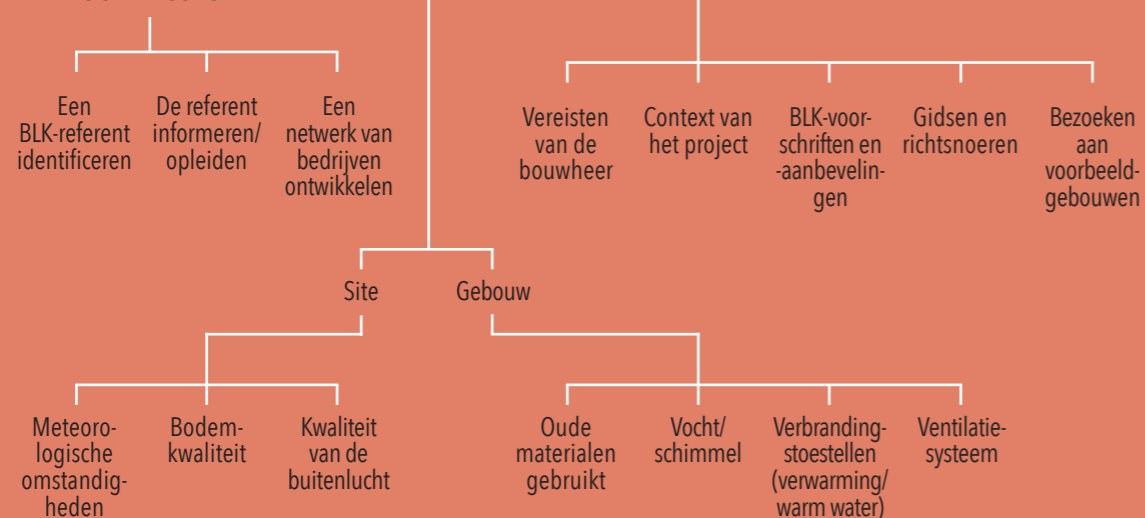 Een
BLK-referent
identificeren
De referent
informeren/
opleiden
Een
netwerk van
bedrijven
ontwikkelen
Vereisten
van de
bouwheer
Context van
het project
BLK-voor-
schriften en
-aanbevelin-
gen
Gidsen en
richtsnoeren
Bezoeken
aan
voorbeeld-
gebouwen
Site
Gebouw
Meteoro-
logische
omstandig-
heden
Bodem-
kwaliteit
Kwaliteit
van de
buitenlucht
Oude
materialen
gebruikt
Vocht/
schimmel
Verbranding-
stoestellen
(verwarming/
warm water)
Ventilatie-
systeem